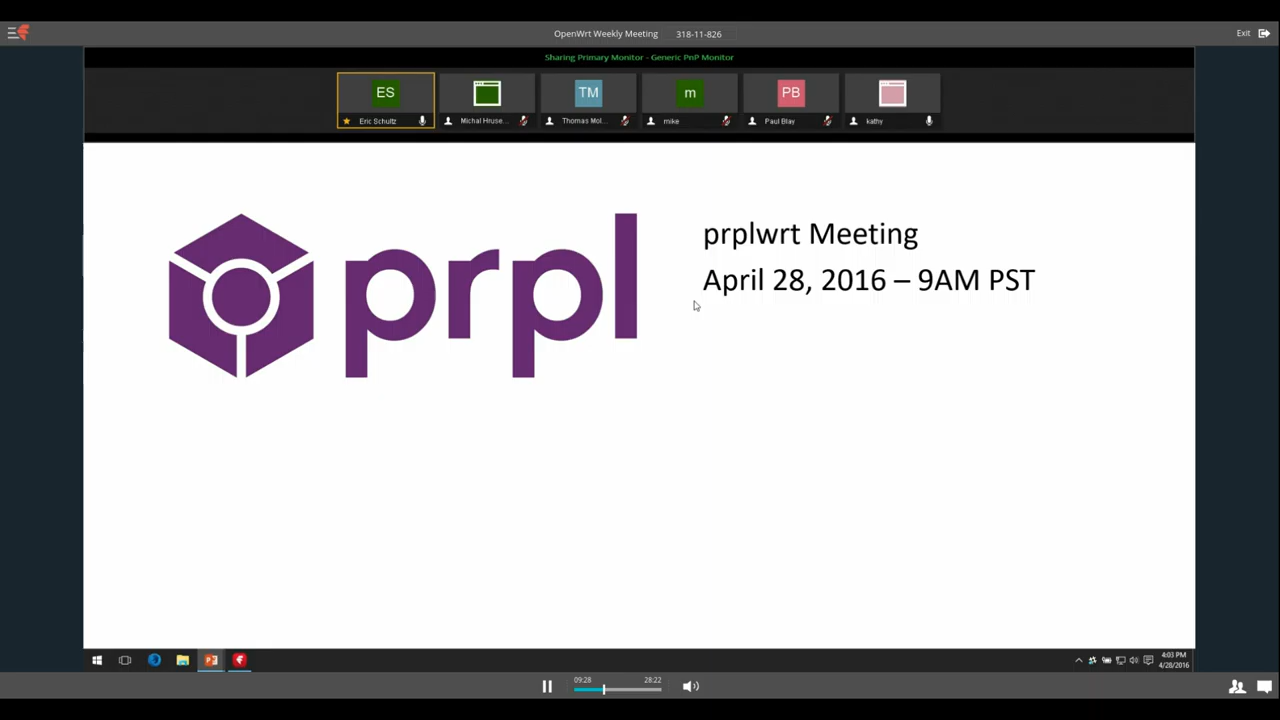 OpenWrt Weekly Meeting 318-11-826
Exit
Sharing Primary Monitor - Generic PnP Monitor
ES
TM
m
PB
Eric Schultz
Michal Hruse...
Thomas Mol...
mike
Paul Blay
kathy
prpl
prplwrt Meeting
April 28, 2016 – 9AM PST
4:03 PM
4/28/2016
09:28
28:22